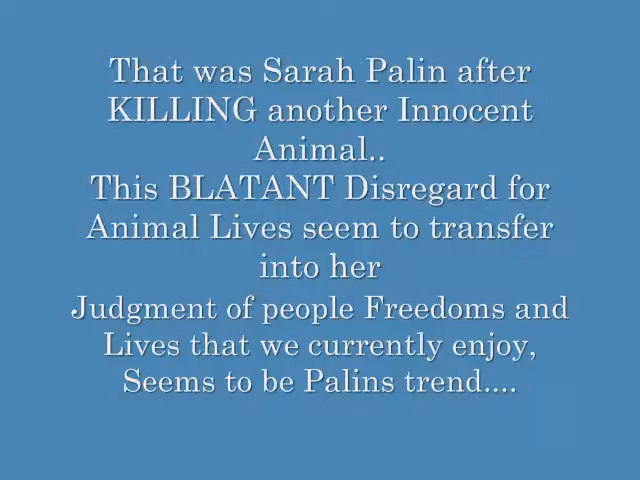 That was Sarah Palin after
KILLING another Innocent
Animal..
This BLATANT Disregard for
Animal Lives seem to transfer
into her
Judgment of people Freedoms and
Lives that we currently enjoy,
Seems to be Palins trend....